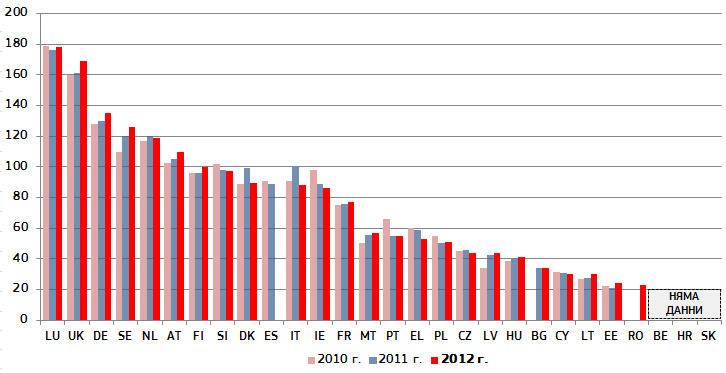 200
180
160
140
120
100
80
60
40
20
0
НЯМА
ДАННИ
LU UK DE SE NL AT FI SI DK ES IT IE FR MT PT EL PL CZ LV HU BG CY LT EE RO BE HR SK
2010 г. 2011 г. 2012 г.